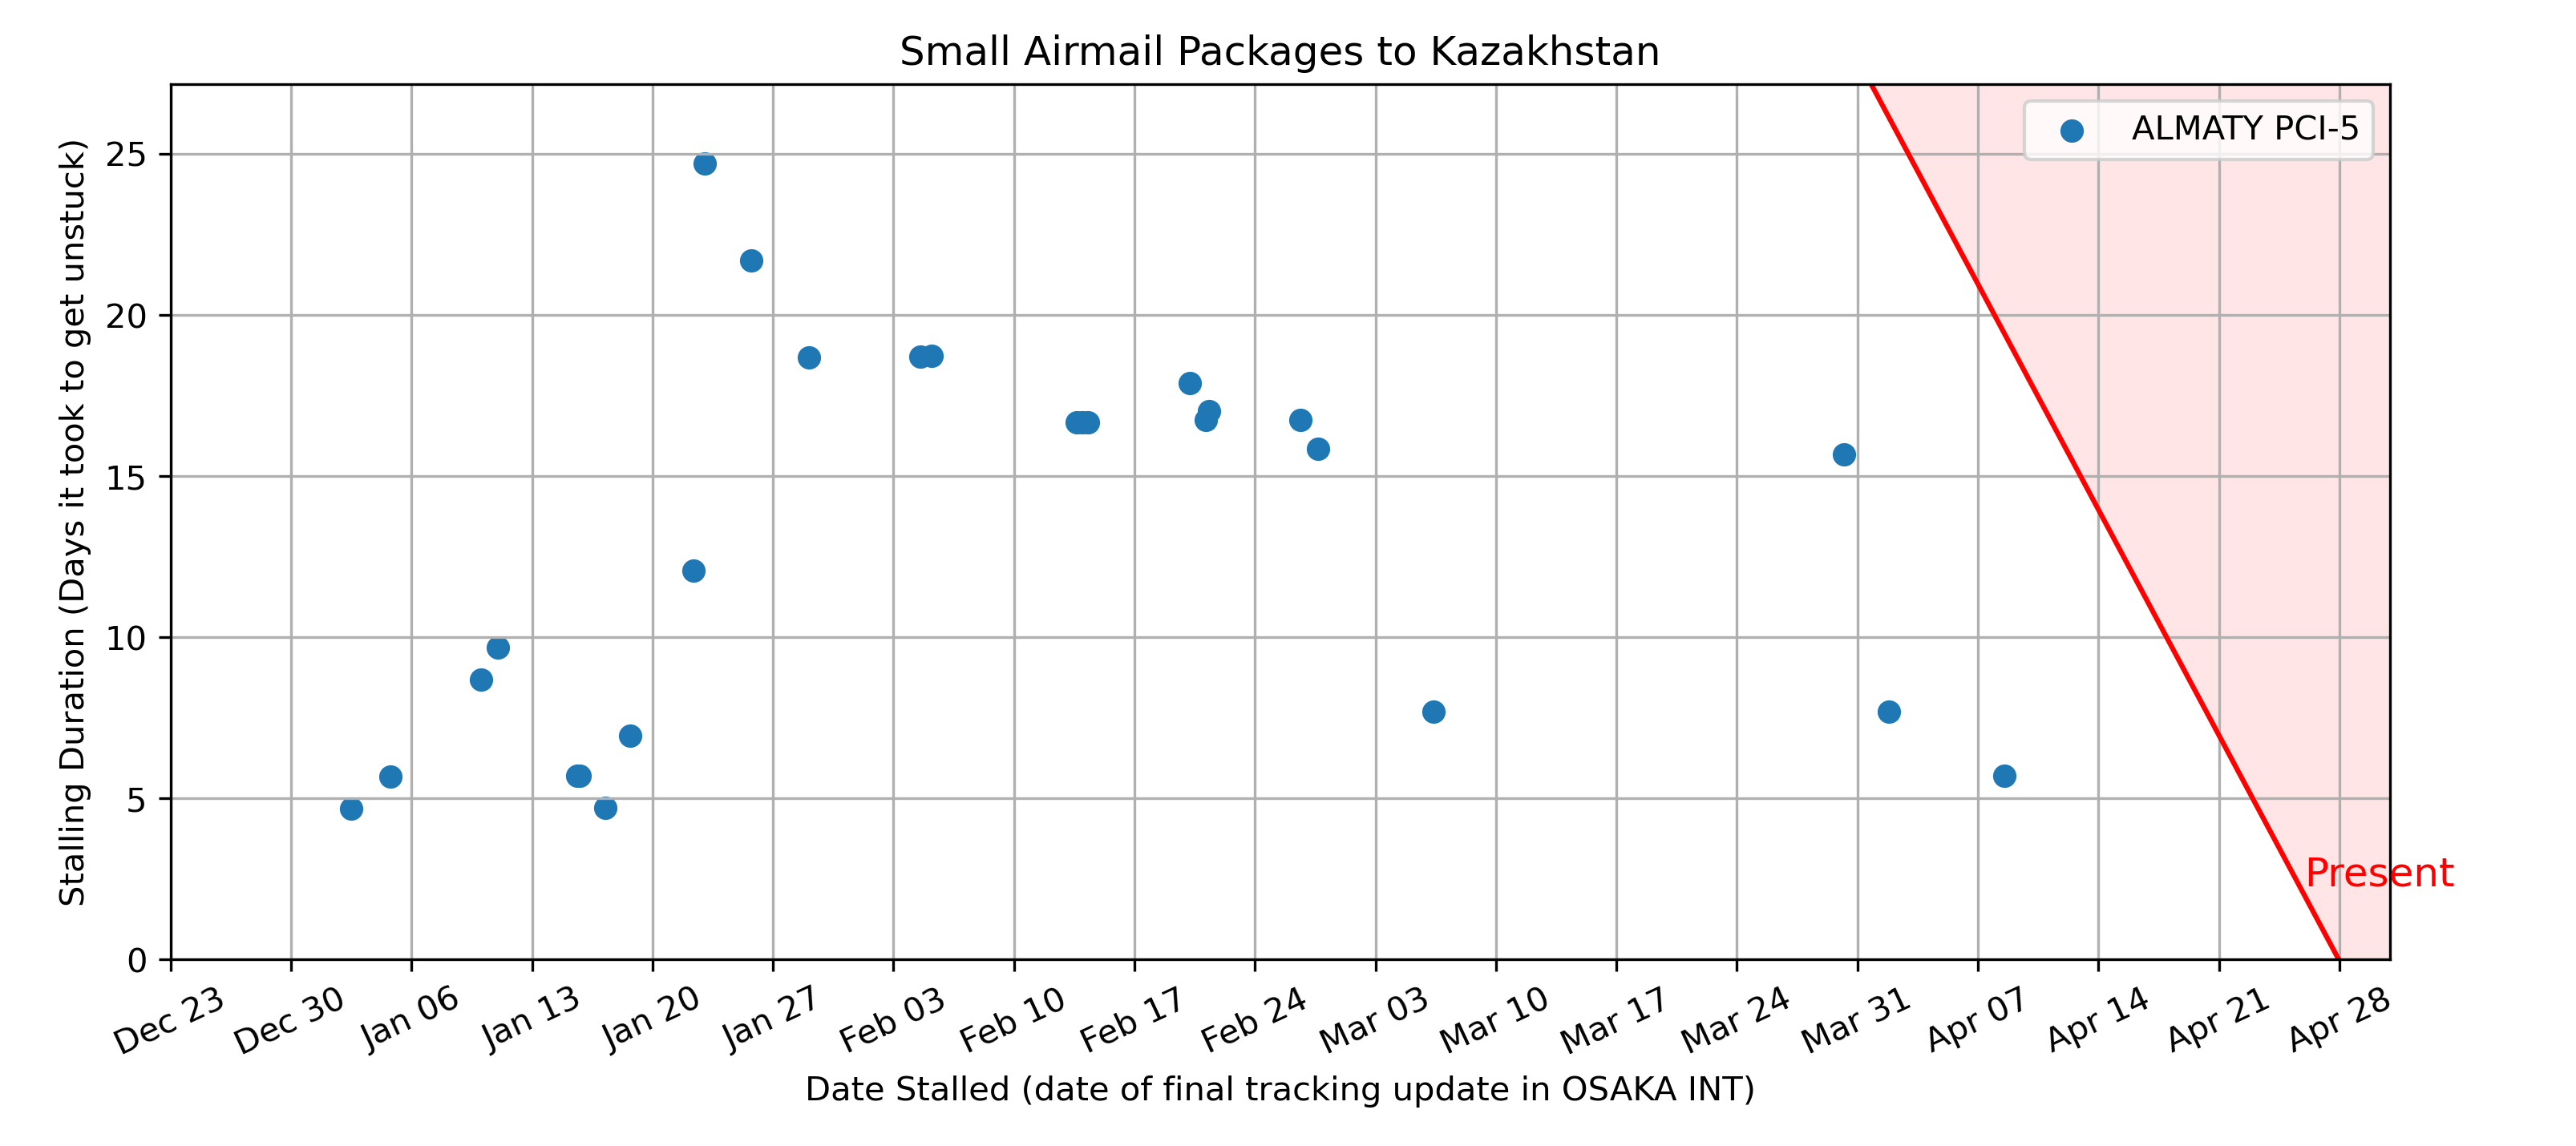 Small Airmail Packages to Kazakhstan
ALMATY PCI-5
Stalling Duration (Days it took to get unstuck)
25
20
15
10
5
0
Present
Dec 23
Dec 30
Jan 06
Jan 13
Jan 20
Jan 27
Feb 03
Feb 10
Feb 17
Feb 24
Mar 03
Mar 10
Mar 17
Mar 24
Mar 31
Apr 07
Apr 14
Apr 21
Apr 28
Date Stalled (date of final tracking update in OSAKA INT)